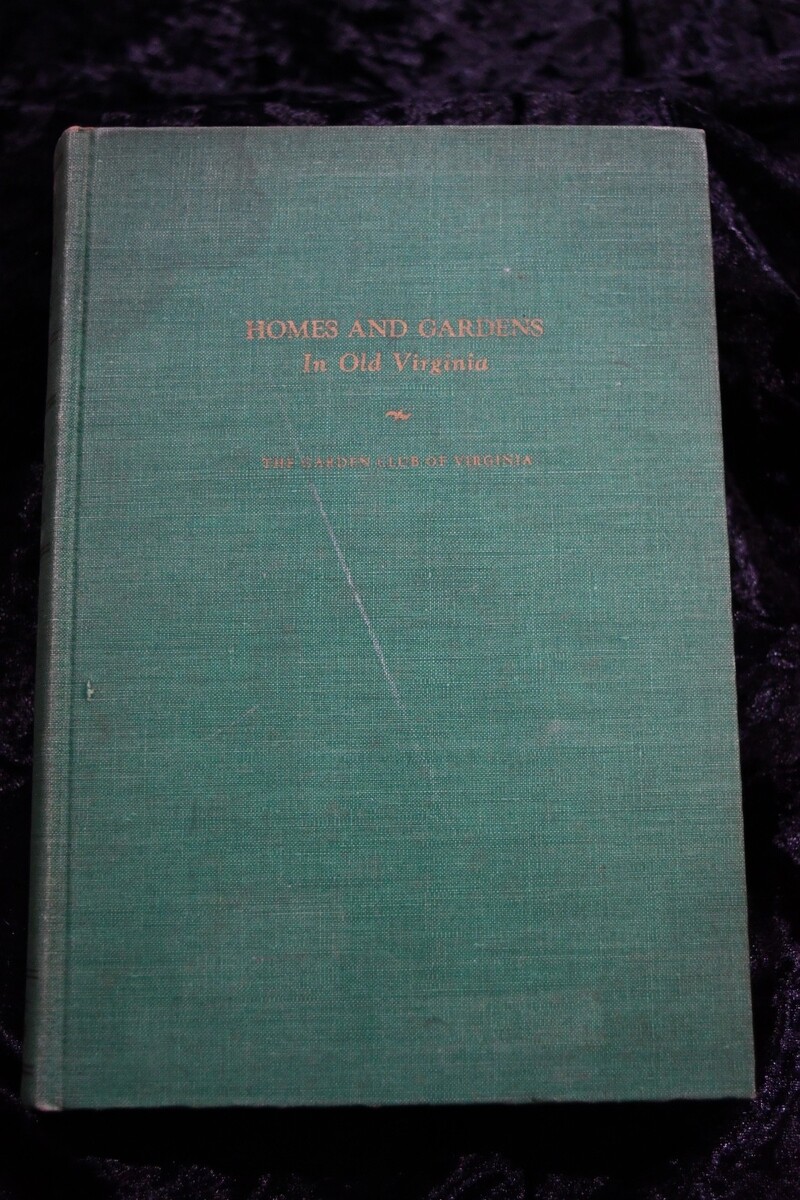 HOMES AND GARDENS
In Old Virginia
THE GARDEN CLUB OF VIRGINIA